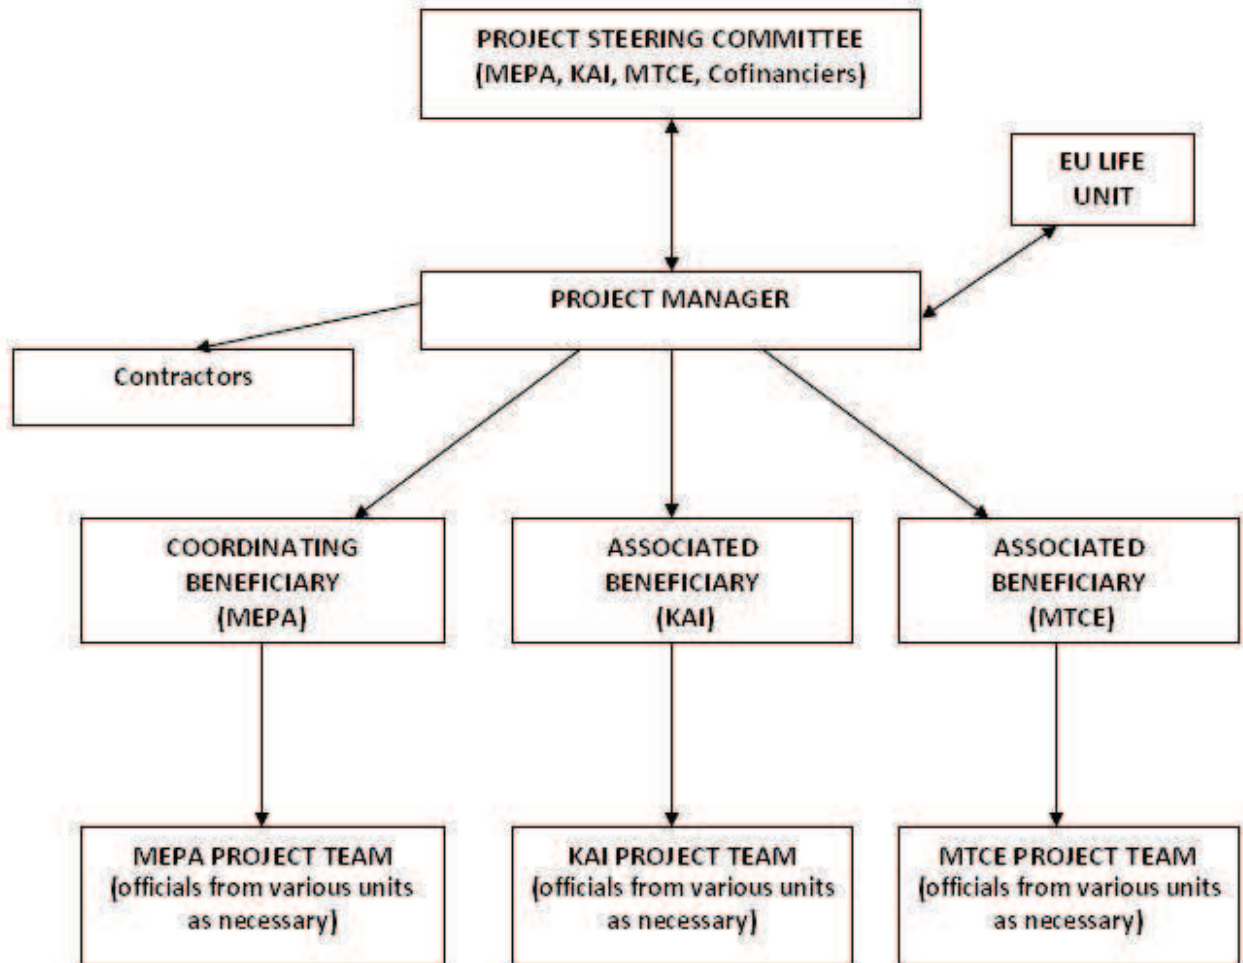 PROJECT STEERING COMMITTEE
(MEPA, KAI, MTCE, Cofinanciers)
EU LIFE
UNIT
PROJECT MANAGER
Contractors
COORDINATING
BENEFICIARY
(MEPA)
ASSOCIATED
BENEFICIARY
(KAI)
ASSOCIATED
BENEFICIARY
(MTCE)
MEPA PROJECT TEAM
(officials from various units
as necessary)
KAI PROJECT TEAM
(officials from various units
as necessary)
MTCE PROJECT TEAM
(officials from various units
as necessary)